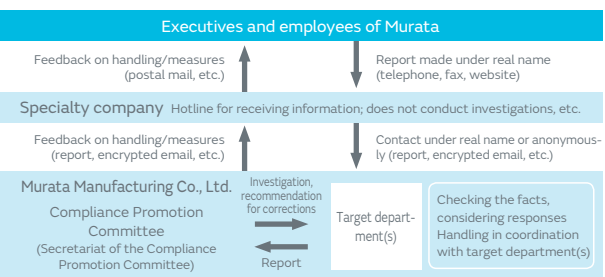 Executives and employees of Murata
Feedback on handling/measures
(postal mail, etc.)
Report made under real name
(telephone, fax, website)
Specialty company Hotline for receiving information; does not conduct investigations, etc.
Feedback on handling/measures
(report, encrypted email, etc.)
Contact under real name or anonymous-
ly (report, encrypted email, etc.)
Murata Manufacturing Co., Ltd.
Compliance Promotion
Committee
(Secretariat of the Compliance
Promotion Committee)
Investigation,
recommendation
for corrections
Report
Target depart-
ment(s)
Checking the facts,
considering responses
Handling in coordination
with target department(s)